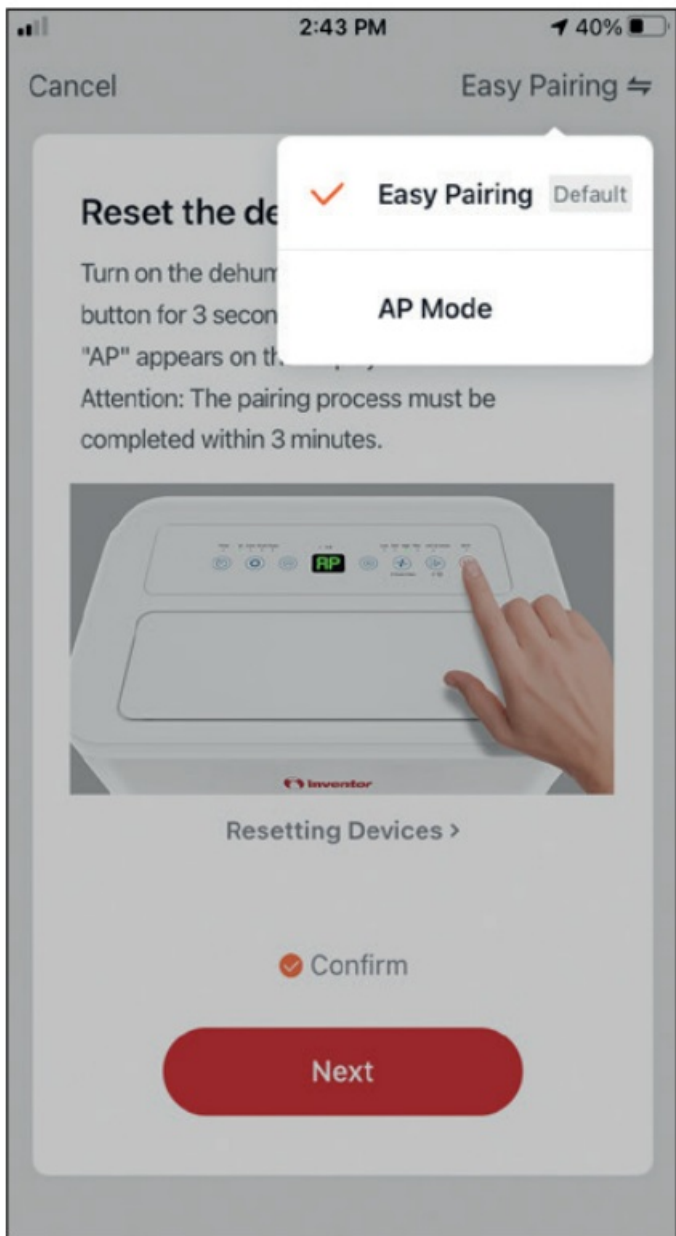 2:43 PM
40%
Cancel
Easy Pairing
Easy Pairing Default
AP Mode
Reset the de
Turn on the dehum
button for 3 secon
"AP" appears on th
Attention: The pairing process must be
completed within 3 minutes.
AP
inventor
Resetting Devices >
Confirm
Next